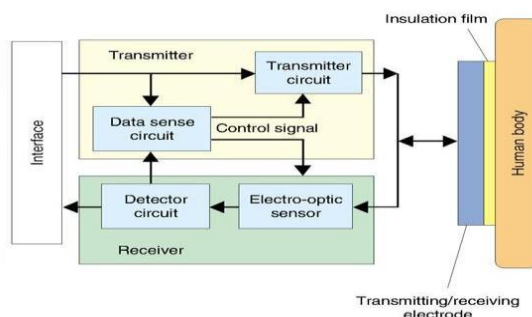 Insulation film
Transmitter
Transmitter
circuit
Interface
Data sense
circuit
Control signal
Human body
Detector
circuit
Electro-optic
sensor
Receiver
Transmitting/receiving
electrode